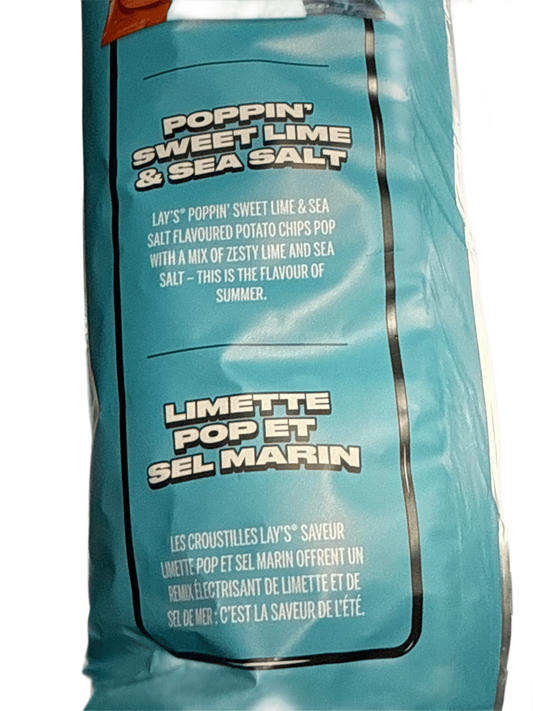 POPPIN'
SWEET LIME
& SEA SALT
LAY'S® POPPIN' SWEET LIME & SEA
SALT FLAVOURED POTATO CHIPS POP
WITH A MIX OF ZESTY LIME AND SEA
SALT – THIS IS THE FLAVOUR OF
SUMMER.
LIMETTE
POP ET
SEL MARIN
LES CROUSTILLES LAY'S® SAVEUR
LIMETTE POP ET SEL MARIN OFFRENT UN
REMIX ÉLECTRISANT DE LIMETTE ET DE
SEL DE MER : C'EST LA SAVEUR DE L'ÉTÉ.